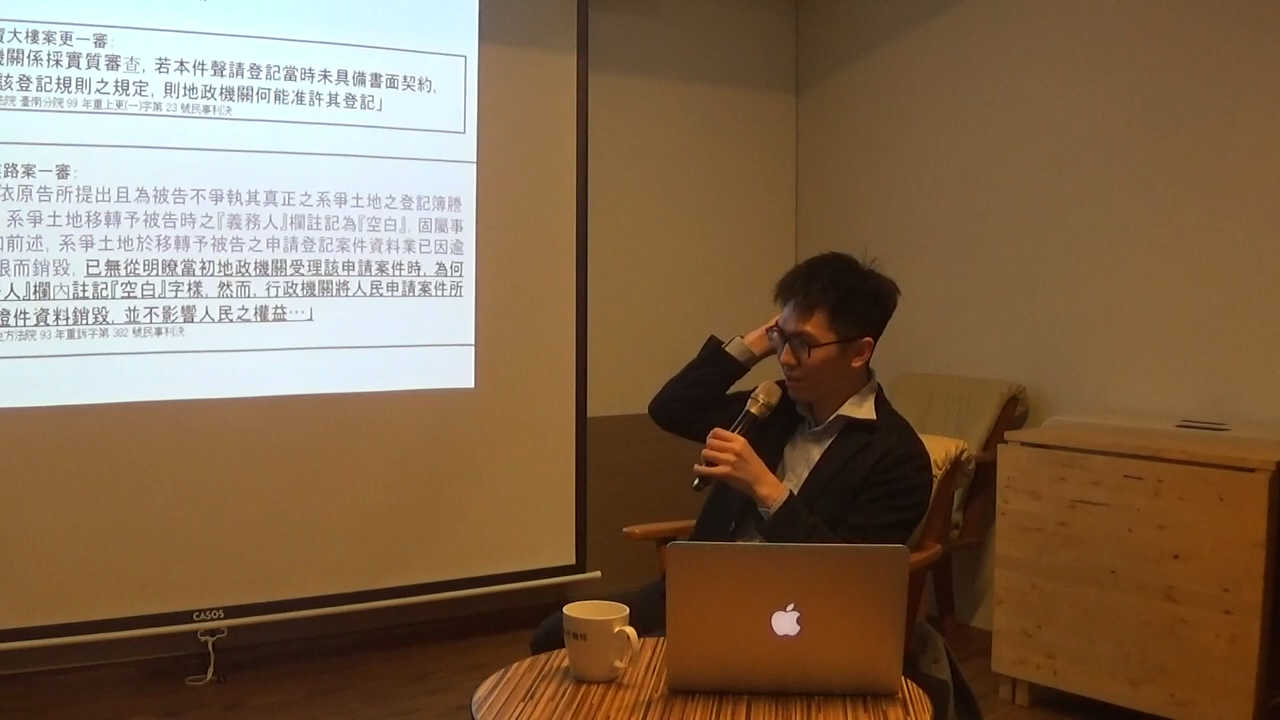 大樓案更一審:
關係採實質審查, 若本件聲請登記當時未具備書面契約,
該登記規則之規定, 則地政機關何能准許其登記」
法院 臺南分院 99 年重上更(一)字第 23 號民事判決
路案一審:
依原告所提出且為被告不爭執其真正之系爭土地之登記簿謄
系爭土地移轉予被告時之『義務人』欄註記為『空白』, 固屬事
如前述, 系爭土地於移轉予被告之申請登記案件資料業已因逾
限而銷毀, 已無從明瞭當初地政機關受理該申請案件時, 為何
人』欄內註記『空白』字樣, 然而, 行政機關將人民申請案件所
證件資料銷毀, 並不影響人民之權益…」
地方法院 93 年重訴字第 382 號民事判決
CASOS